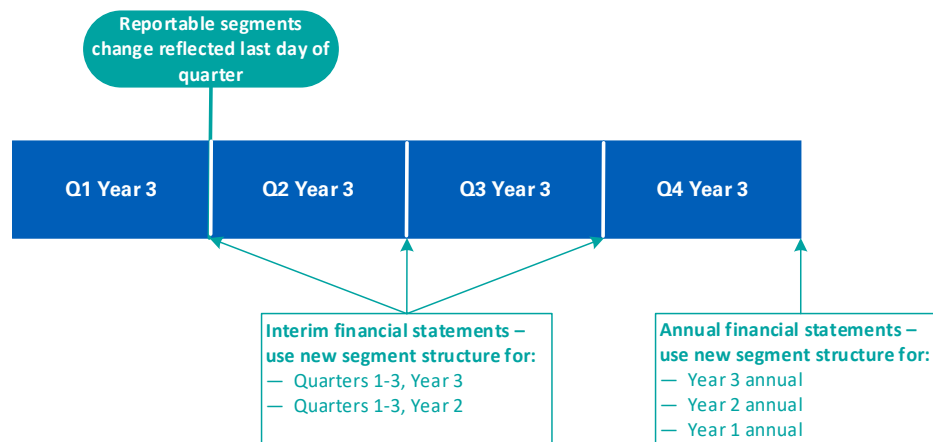 Reportable segments
change reflected last day of
quarter
Q1 Year 3
Q2 Year 3
Q3 Year 3
Q4 Year 3
Interim financial statements –
use new segment structure for:
— Quarters 1-3, Year 3
— Quarters 1-3, Year 2
Annual financial statements –
use new segment structure for:
— Year 3 annual
— Year 2 annual
— Year 1 annual